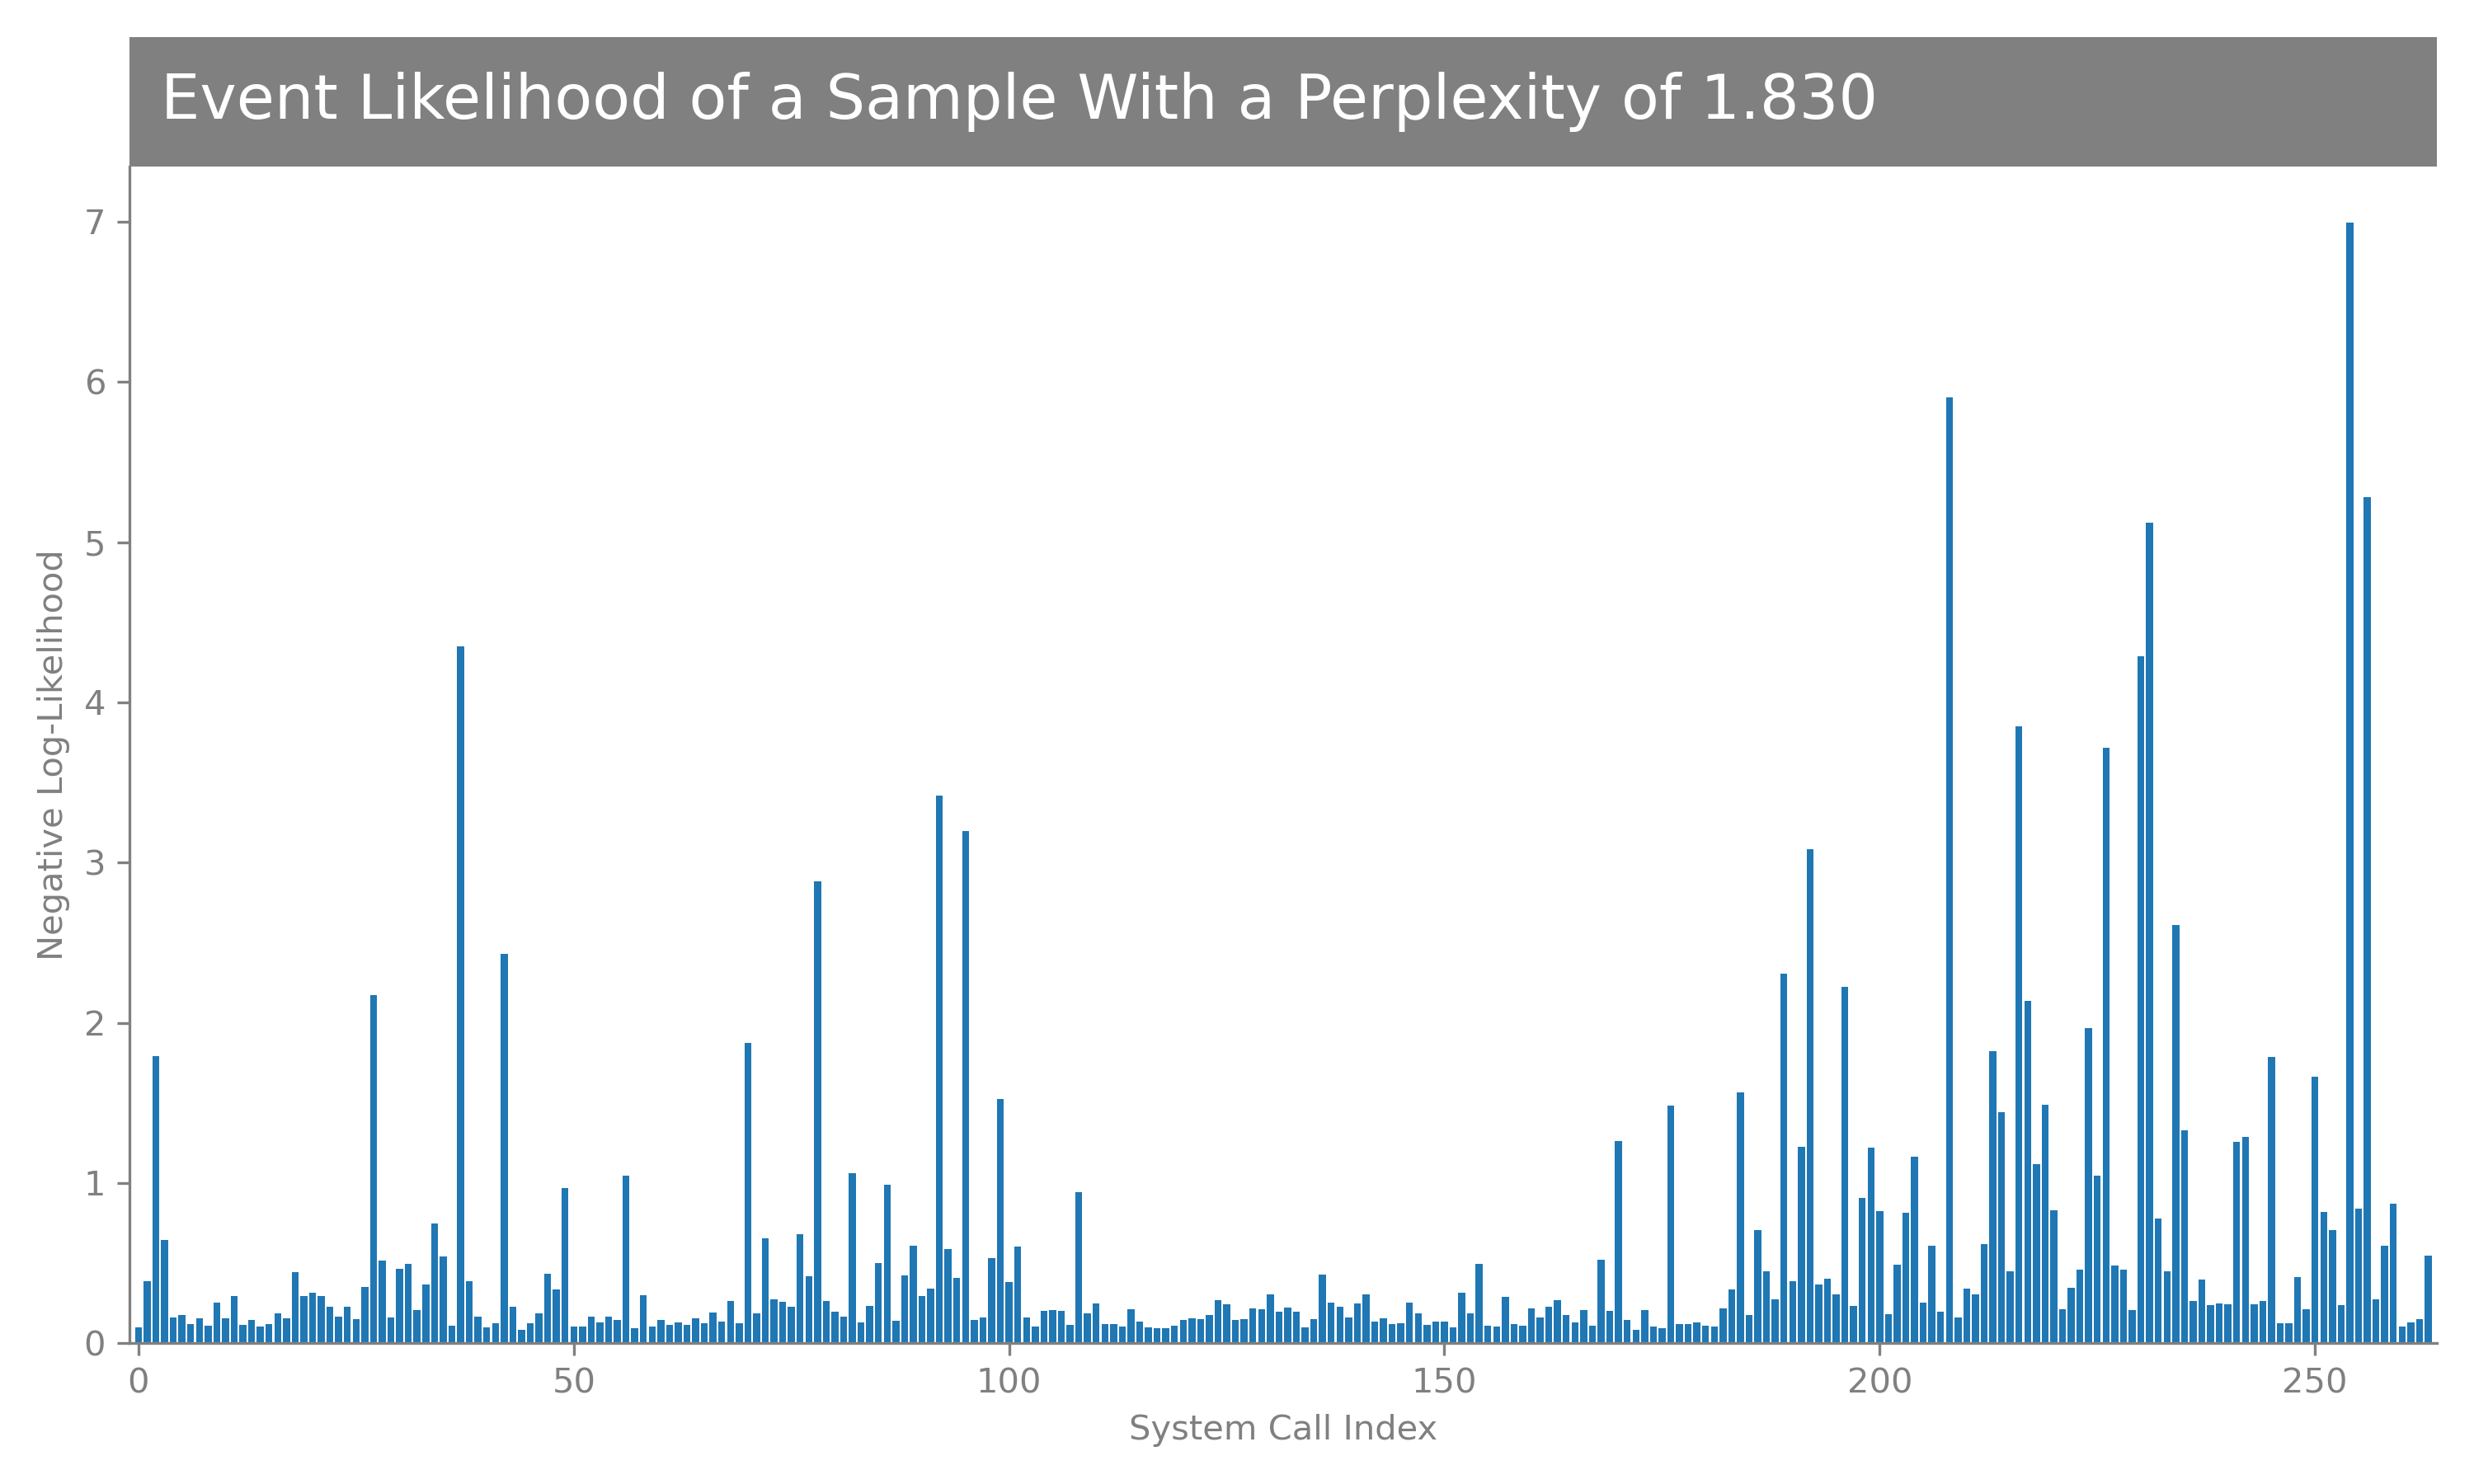 Event Likelihood of a Sample With a Perplexity of 1.830
7
6
5
4
3
2
1
0
Negative Log-Likelihood
0 50 100 150 200 250
System Call Index